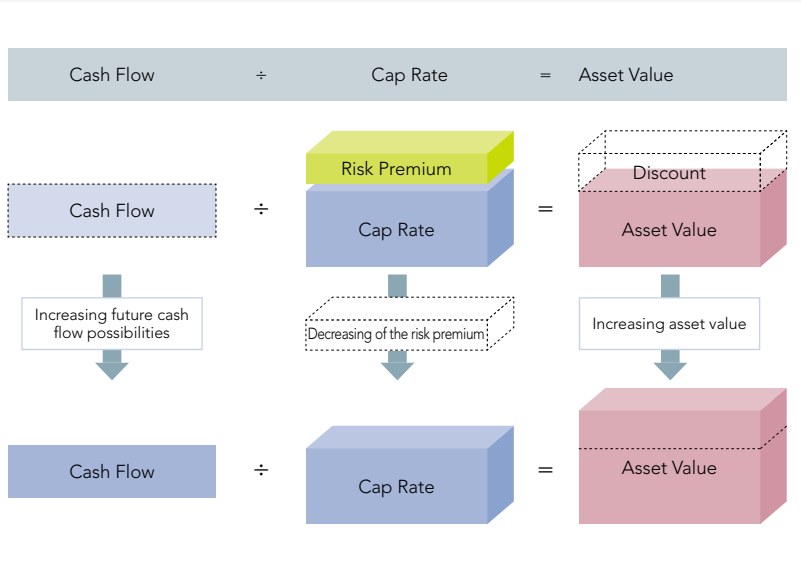 Cash Flow ÷ Cap Rate = Asset Value
Risk Premium
Discount
Cash Flow ÷ Cap Rate = Asset Value
Increasing future cash
flow possibilities
Decreasing of the risk premium
Increasing asset value
Cash Flow ÷ Cap Rate = Asset Value